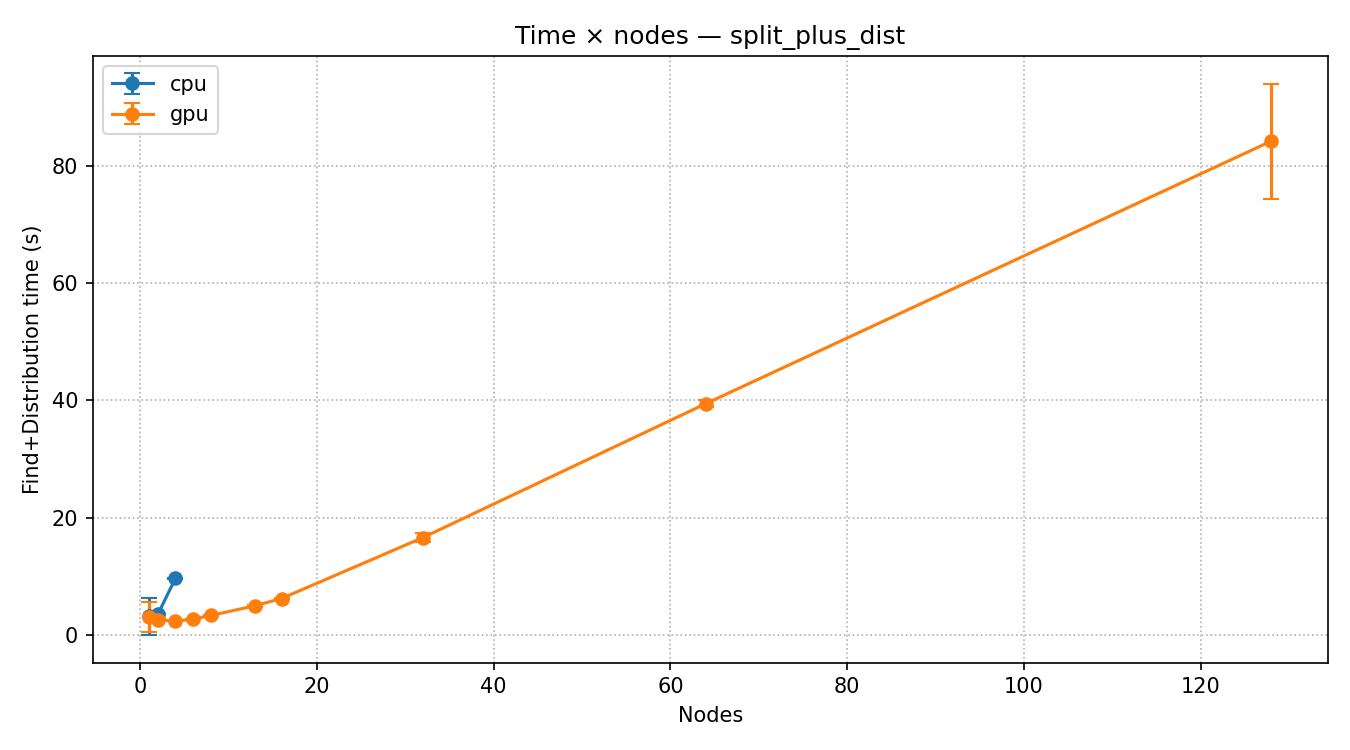 Time × nodes — split_plus_dist
cpu
gpu
Find+Distribution time (s)
80
60
40
20
0
0 20 40 60 80 100 120
Nodes